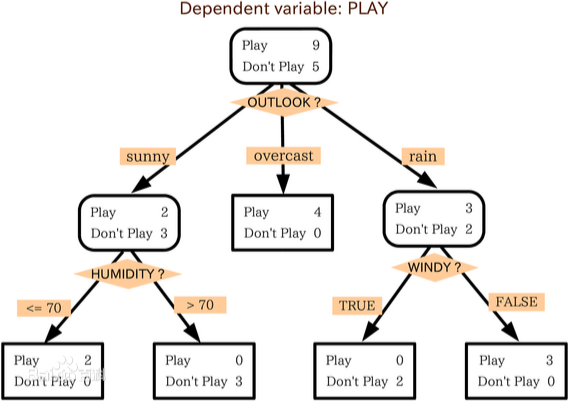 Dependent variable: PLAY
Play 9
Don't Play 5
OUTLOOK ?
sunny
overcast
rain
Play 2
Don't Play 3
Play 4
Don't Play 0
Play 3
Don't Play 2
HUMIDITY ?
WINDY ?
<= 70
> 70
TRUE
FALSE
Play 2
Don't Play 0
Play 0
Don't Play 3
Play 0
Don't Play 2
Play 3
Don't Play 0